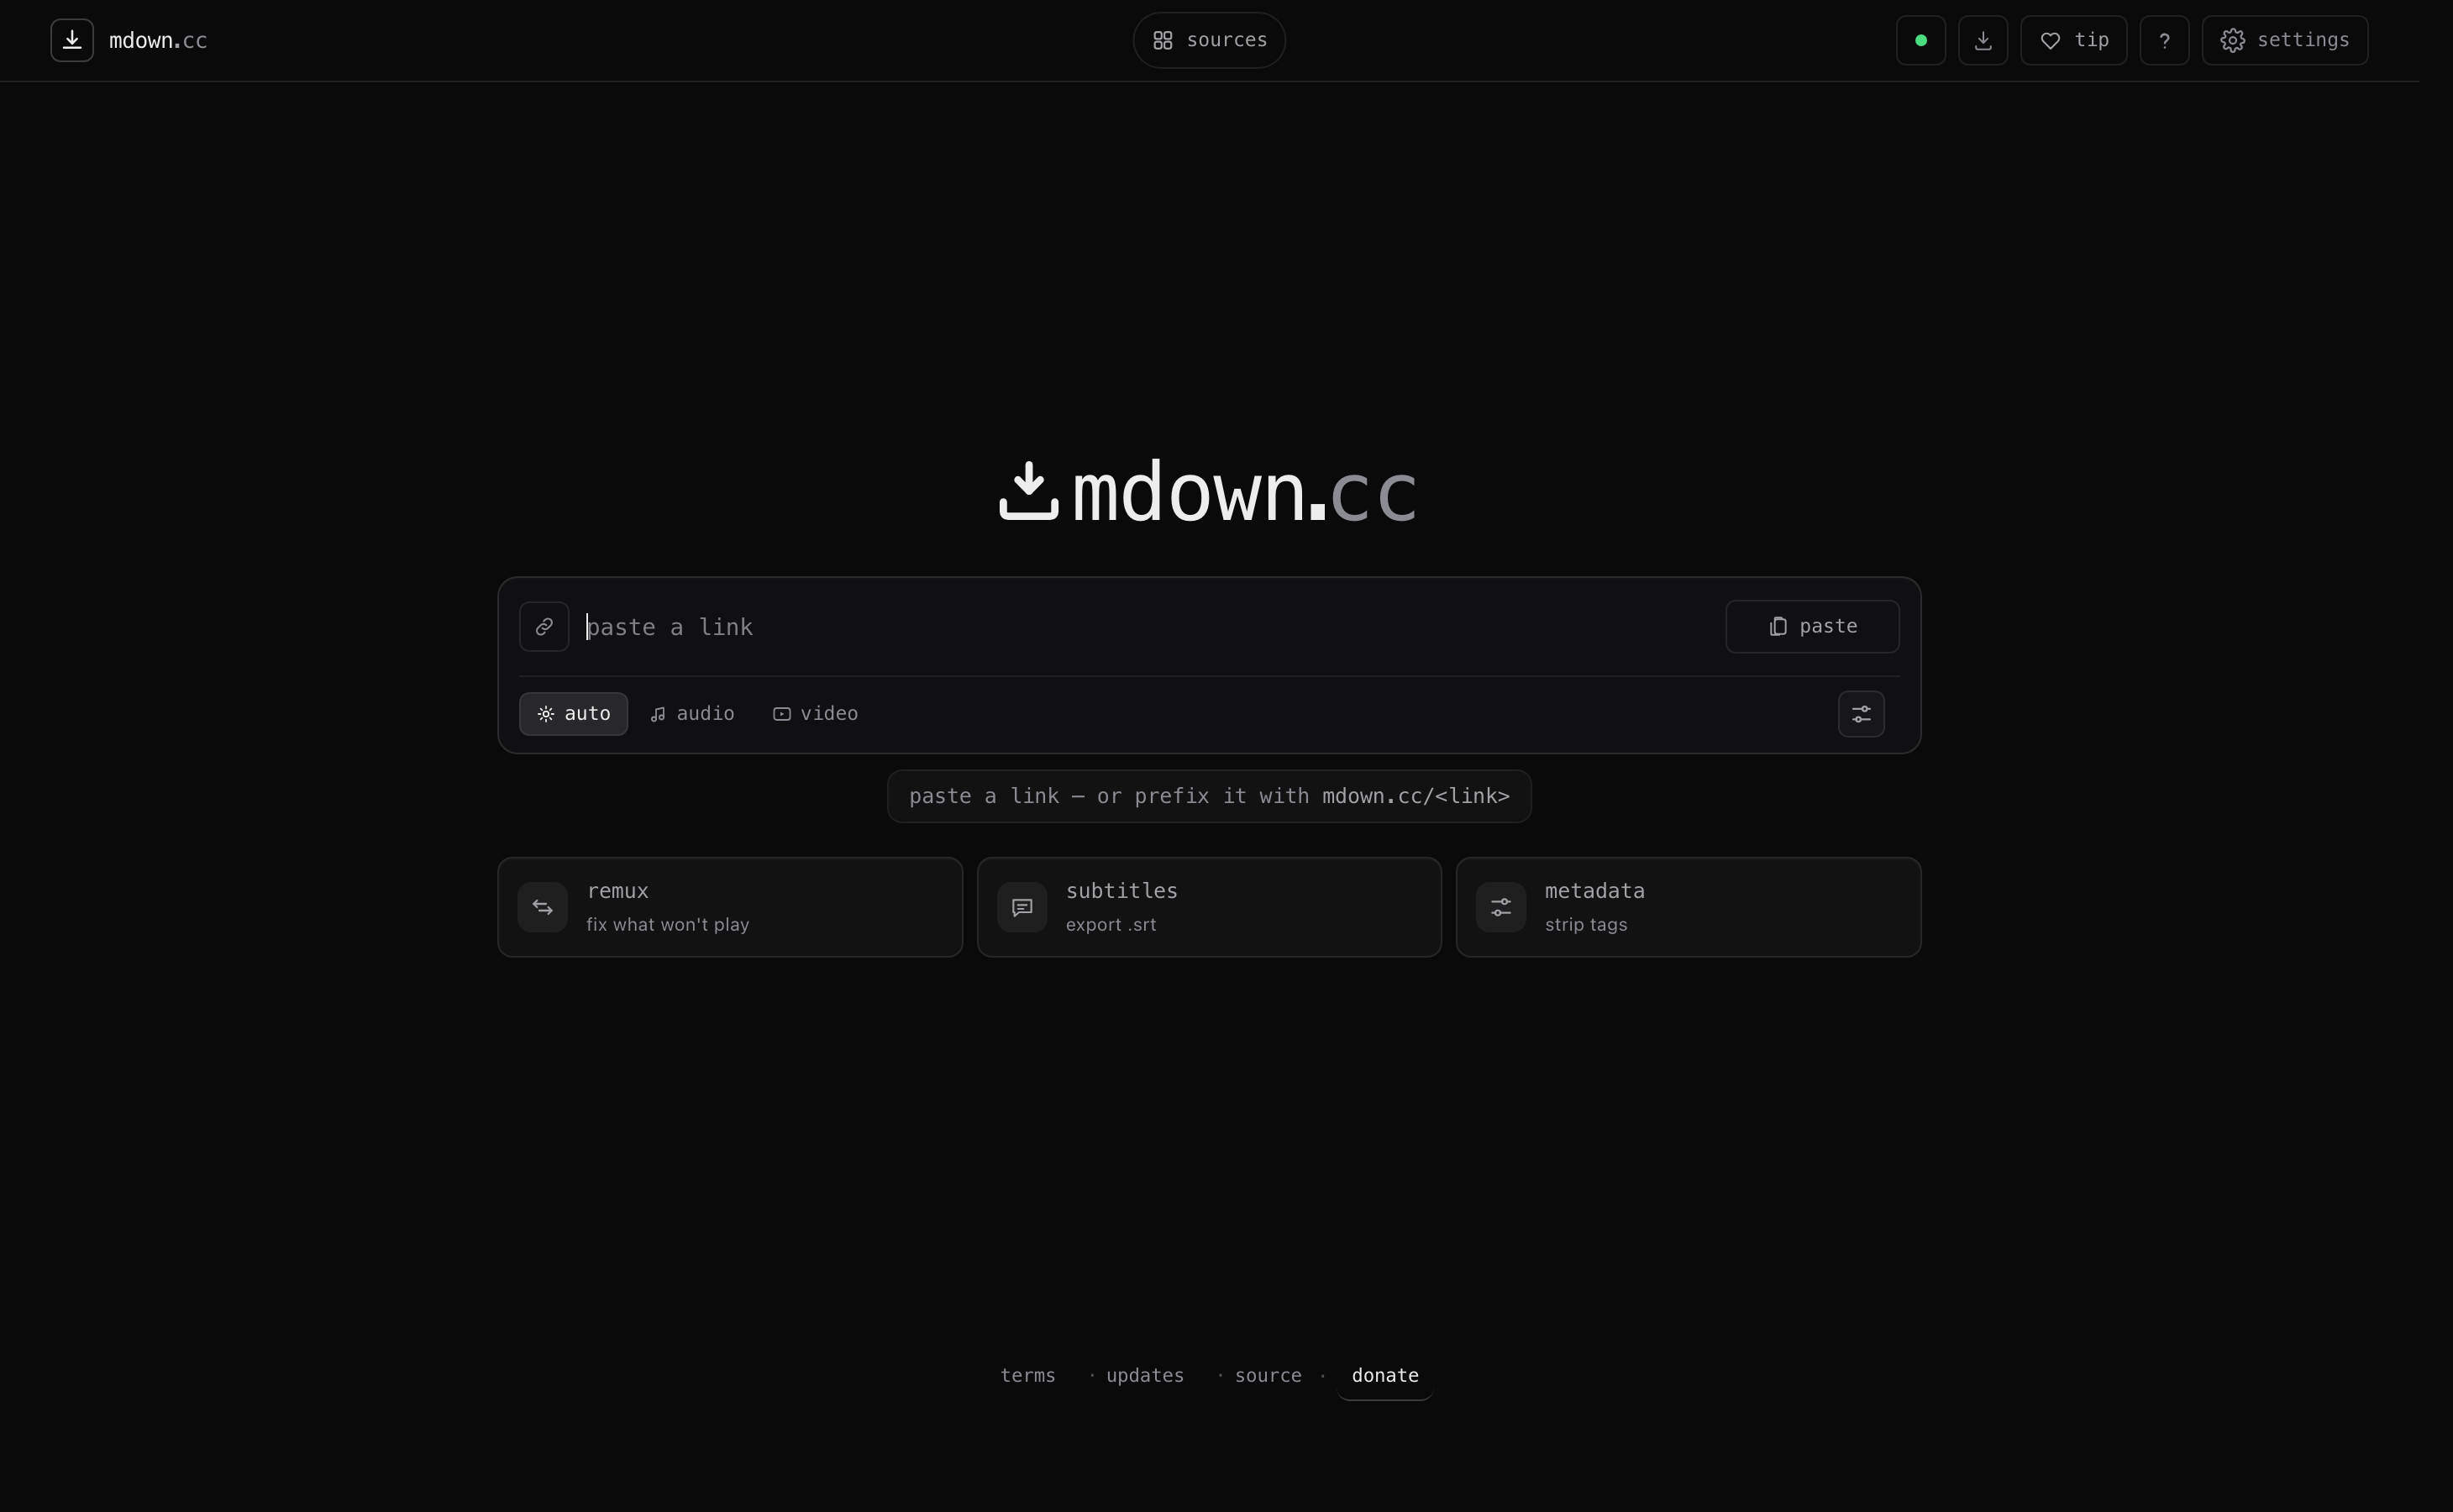 mdown.cc
sources
tip
?
settings
mdown.cc
paste a link
paste
auto
audio
video
paste a link — or prefix it with mdown.cc/<link>
remux
fix what won't play
subtitles
export .srt
metadata
strip tags
terms · updates · source · donate